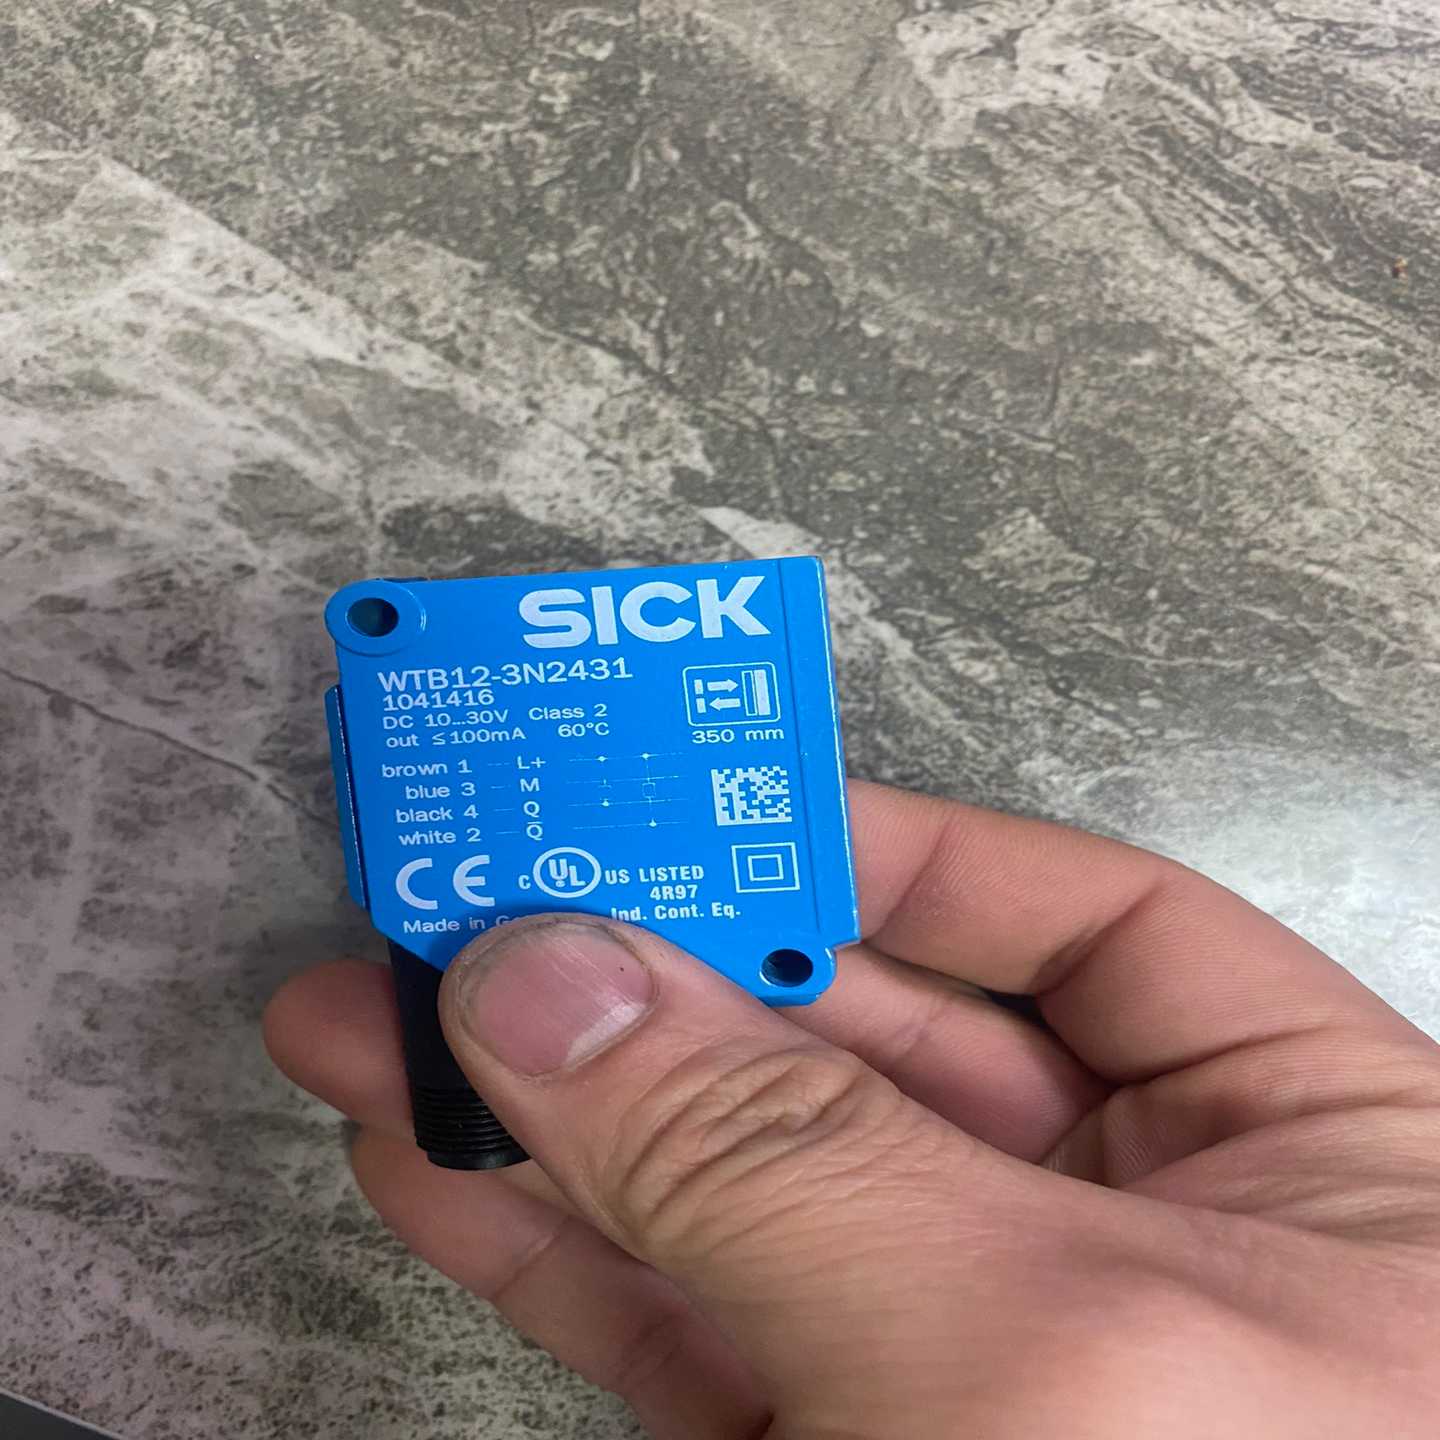 SICK
WTB12-3N2431
1041416
DC 10...30V Class 2
out ≤100mA 60°C
350 mm
brown 1 L+
blue 3 M
black 4 Q
white 2 Q̅
CE c UL US LISTED
4R97
Made in Ind. Cont. Eq.